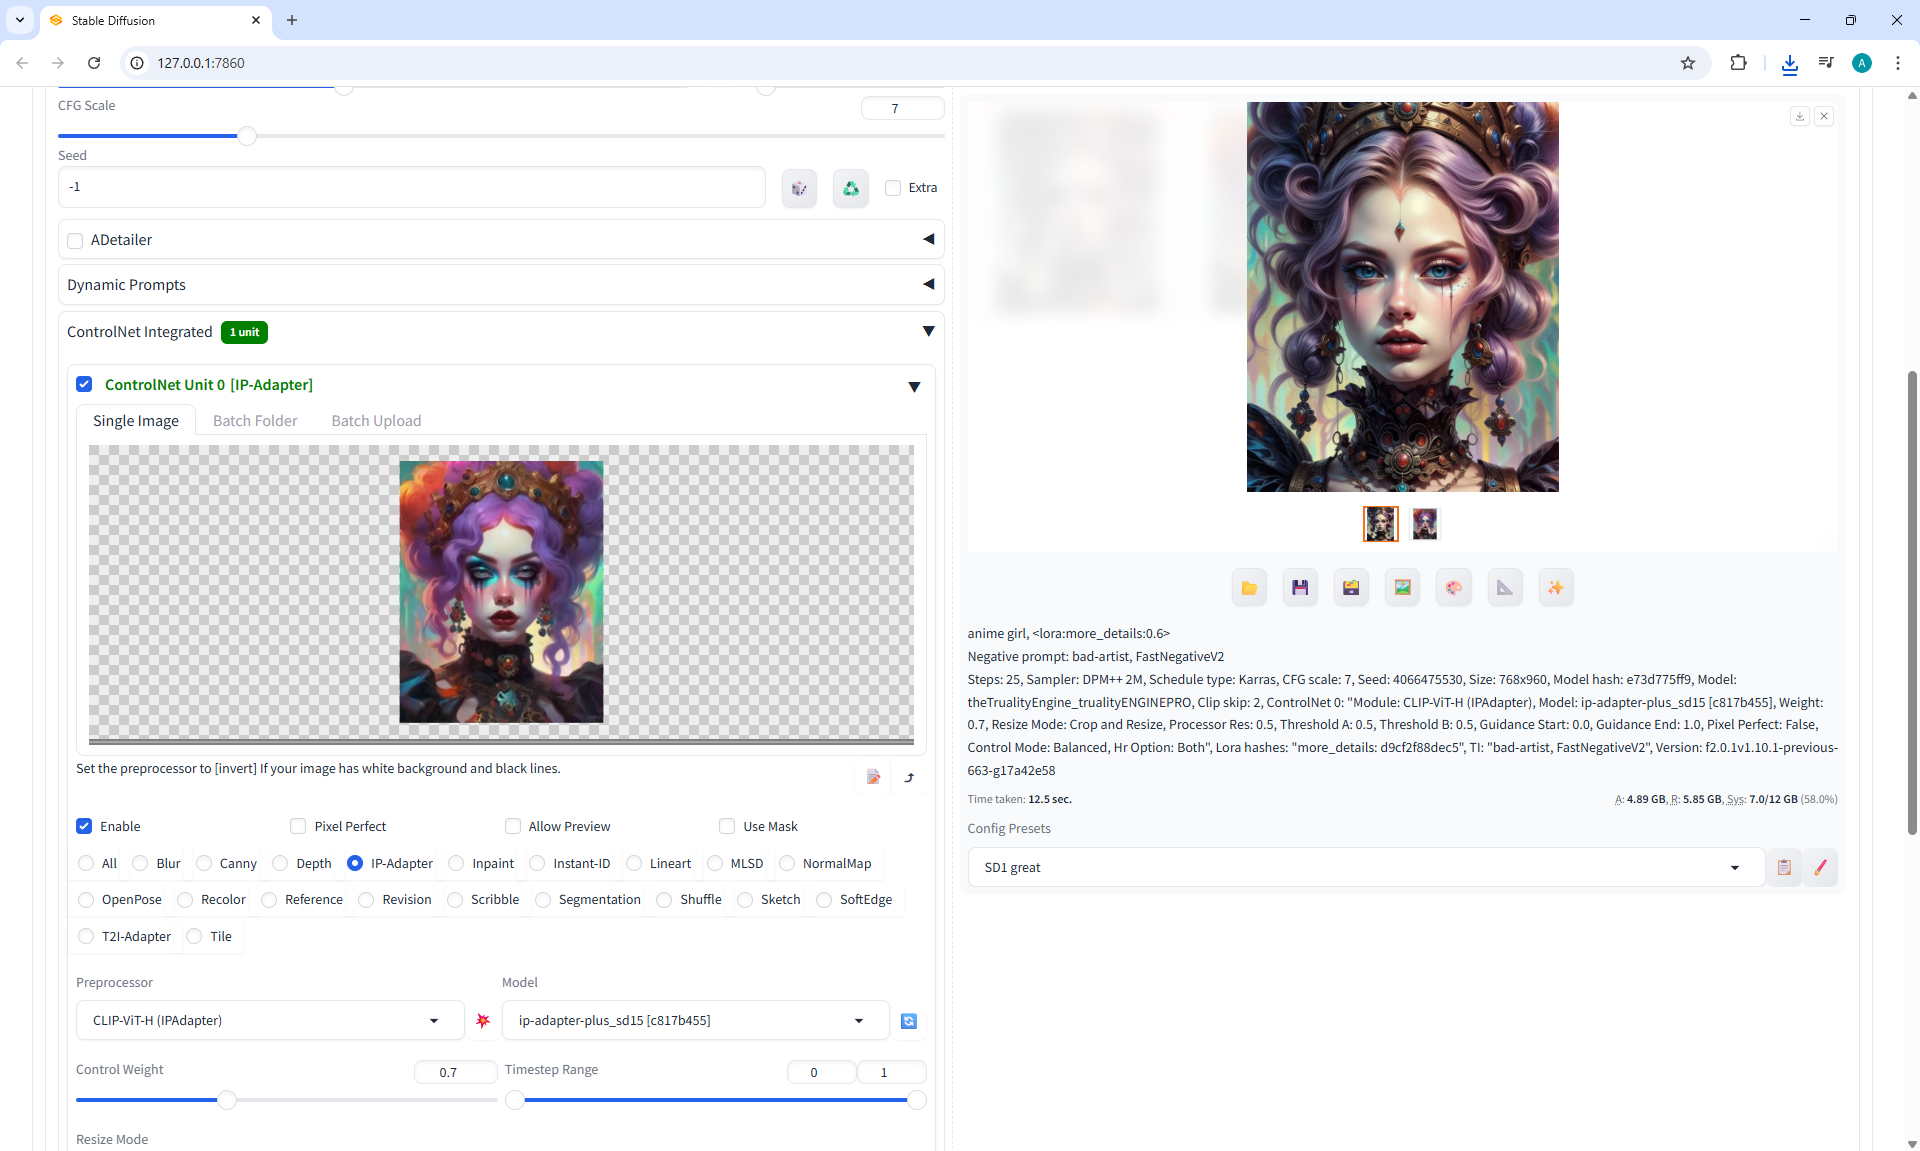 Stable Diffusion
127.0.0.1:7860
A
CFG Scale
7
Seed
-1
Extra
ADetailer
Dynamic Prompts
ControlNet Integrated 1 unit
ControlNet Unit 0 [IP-Adapter]
Single Image Batch Folder Batch Upload
Set the preprocessor to [invert] If your image has white background and black lines.
Enable Pixel Perfect Allow Preview Use Mask
All Blur Canny Depth IP-Adapter Inpaint Instant-ID Lineart MLSD NormalMap
OpenPose Recolor Reference Revision Scribble Segmentation Shuffle Sketch SoftEdge
T2I-Adapter Tile
Preprocessor Model
CLIP-ViT-H (IPAdapter) ip-adapter-plus_sd15 [c817b455]
Control Weight 0.7 Timestep Range 0 1
Resize Mode
anime girl, <lora:more_details:0.6>
Negative prompt: bad-artist, FastNegativeV2
Steps: 25, Sampler: DPM++ 2M, Schedule type: Karras, CFG scale: 7, Seed: 4066475530, Size: 768x960, Model hash: e73d775ff9, Model:
theTrualityEngine_trualityENGINEPRO, Clip skip: 2, ControlNet 0: "Module: CLIP-ViT-H (IPAdapter), Model: ip-adapter-plus_sd15 [c817b455], Weight:
0.7, Resize Mode: Crop and Resize, Processor Res: 0.5, Threshold A: 0.5, Threshold B: 0.5, Guidance Start: 0.0, Guidance End: 1.0, Pixel Perfect: False,
Control Mode: Balanced, Hr Option: Both", Lora hashes: "more_details: d9cf2f88dec5", TI: "bad-artist, FastNegativeV2", Version: f2.0.1v1.10.1-previous-
663-g17a42e58
Time taken: 12.5 sec. A: 4.89 GB, R: 5.85 GB, Sys: 7.0/12 GB (58.0%)
Config Presets
SD1 great